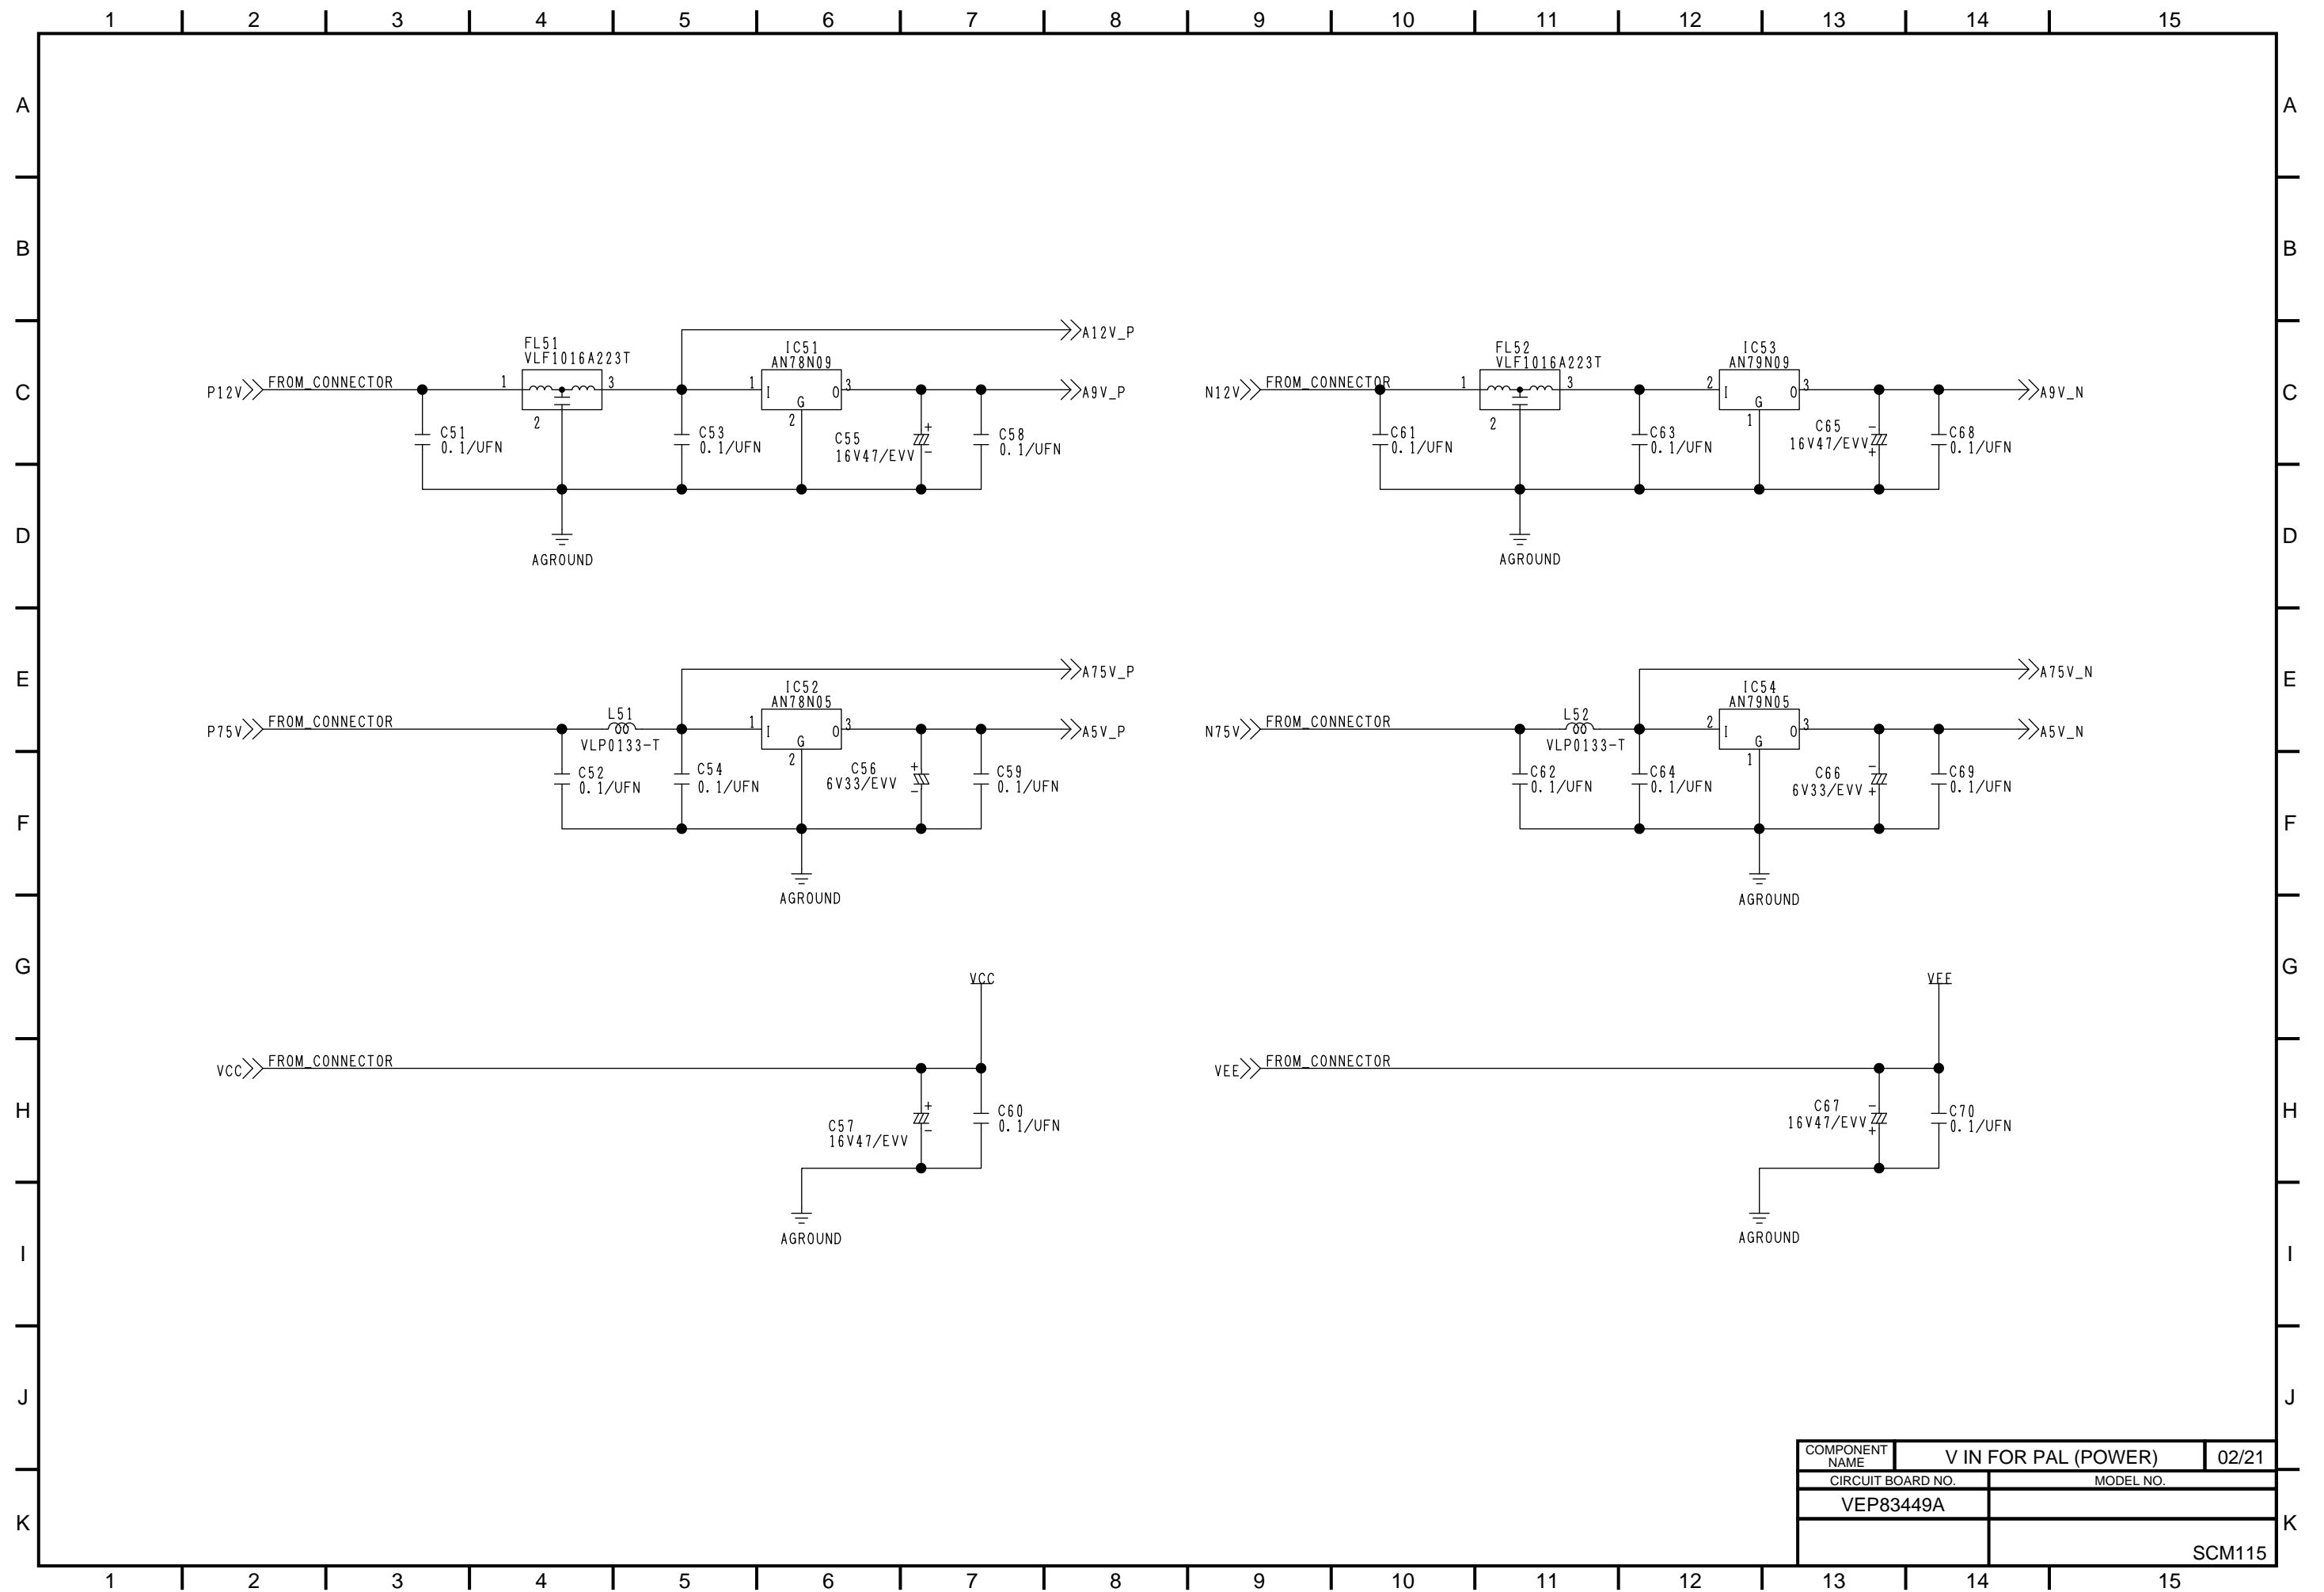 1 2 3 4 5 6 7 8 9 10 11 12 13 14 15
A A
B B
C C
D D
E E
F F
G G
H H
I I
J J
K K
P12V FROM_CONNECTOR
C51
0.1/UFN
FL51
VLF1016A223T
1 3
2
C53
0.1/UFN
A12V_P
IC51
AN78N09
1 I O 3
G
2
C55
16V47/EVV
+
-
C58
0.1/UFN
A9V_P
AGROUND
N12V FROM_CONNECTOR
C61
0.1/UFN
FL52
VLF1016A223T
1 3
2
C63
0.1/UFN
IC53
AN79N09
2 I O 3
G
1
C65
16V47/EVV
-
+
C68
0.1/UFN
A9V_N
AGROUND
P75V FROM_CONNECTOR
C52
0.1/UFN
L51
VLP0133-T
C54
0.1/UFN
A75V_P
IC52
AN78N05
1 I O 3
G
2
C56
6V33/EVV
+
-
C59
0.1/UFN
A5V_P
AGROUND
N75V FROM_CONNECTOR
C62
0.1/UFN
L52
VLP0133-T
C64
0.1/UFN
A75V_N
IC54
AN79N05
2 I O 3
G
1
C66
6V33/EVV
-
+
C69
0.1/UFN
A5V_N
AGROUND
VCC FROM_CONNECTOR
VCC
C57
16V47/EVV
+
-
C60
0.1/UFN
AGROUND
VEE FROM_CONNECTOR
VEE
C67
16V47/EVV
-
+
C70
0.1/UFN
AGROUND
COMPONENT NAME
V IN FOR PAL (POWER)
02/21
CIRCUIT BOARD NO.
MODEL NO.
VEP83449A
SCM115
1 2 3 4 5 6 7 8 9 10 11 12 13 14 15